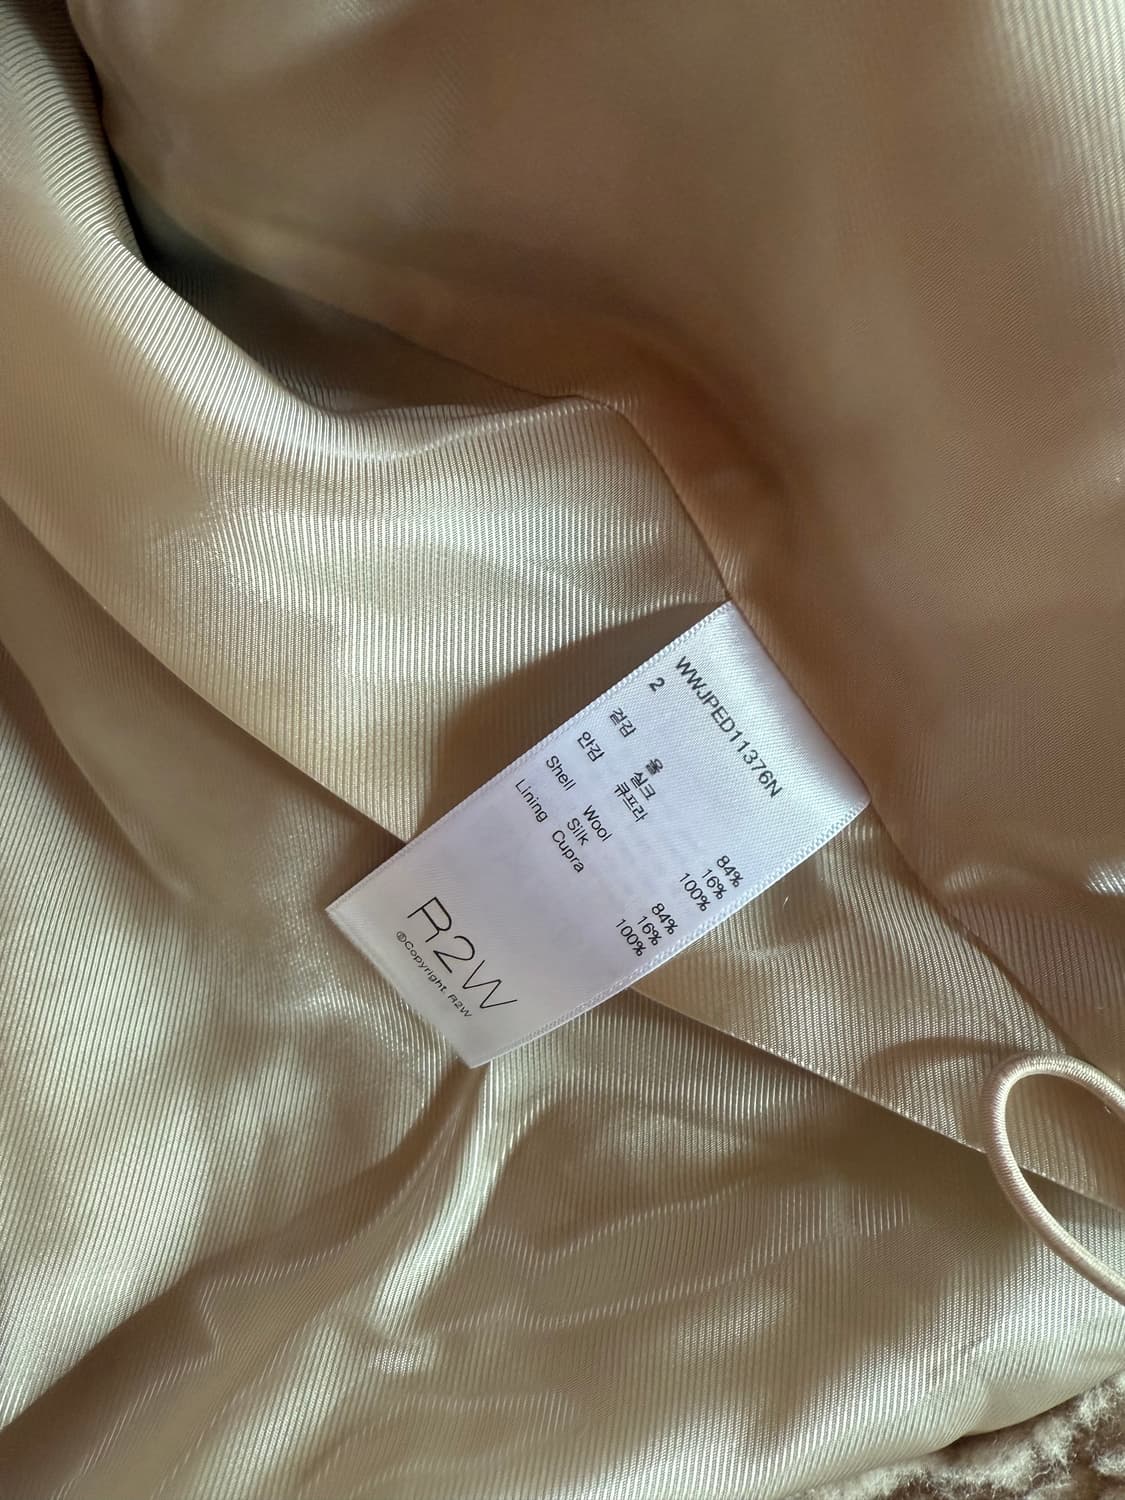 WWJPED11376N
2
겉감 울 84%
실크 16%
안감 큐프라 100%
Shell Wool 84%
Silk 16%
Lining Cupra 100%
R2W
©Copyright R2W